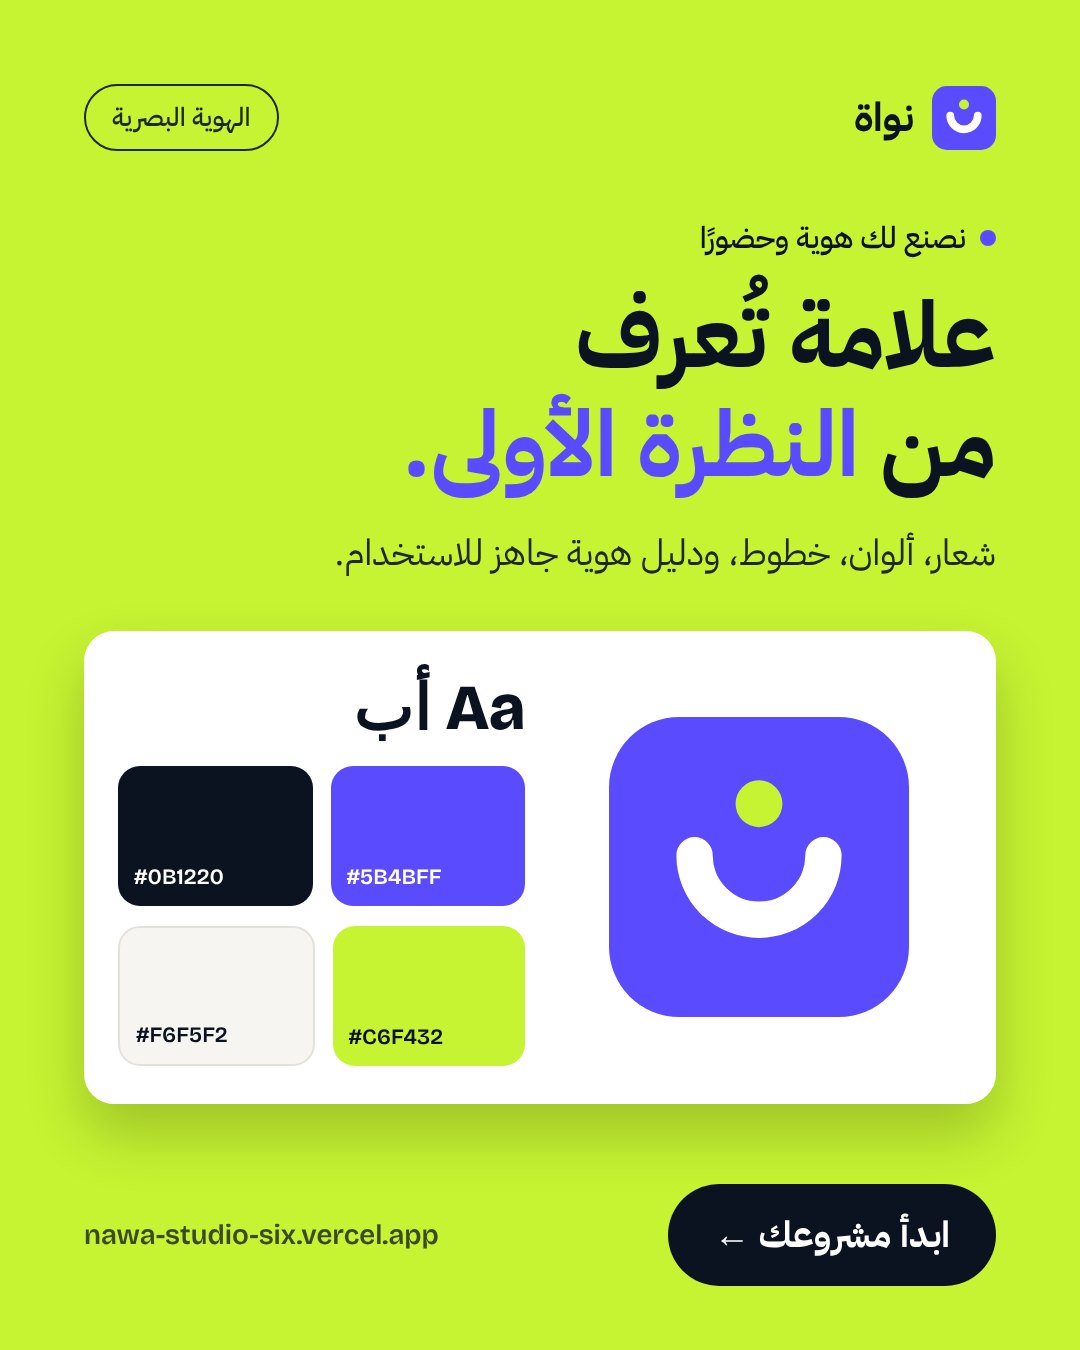 نواة
الهوية البصرية
نصنع لك هوية وحضورًا
علامة تُعرف
من النظرة الأولى.
شعار، ألوان، خطوط، ودليل هوية جاهز للاستخدام.
Aa أب
#5B4BFF
#0B1220
#C6F432
#F6F5F2
ابدأ مشروعك ←
nawa-studio-six.vercel.app